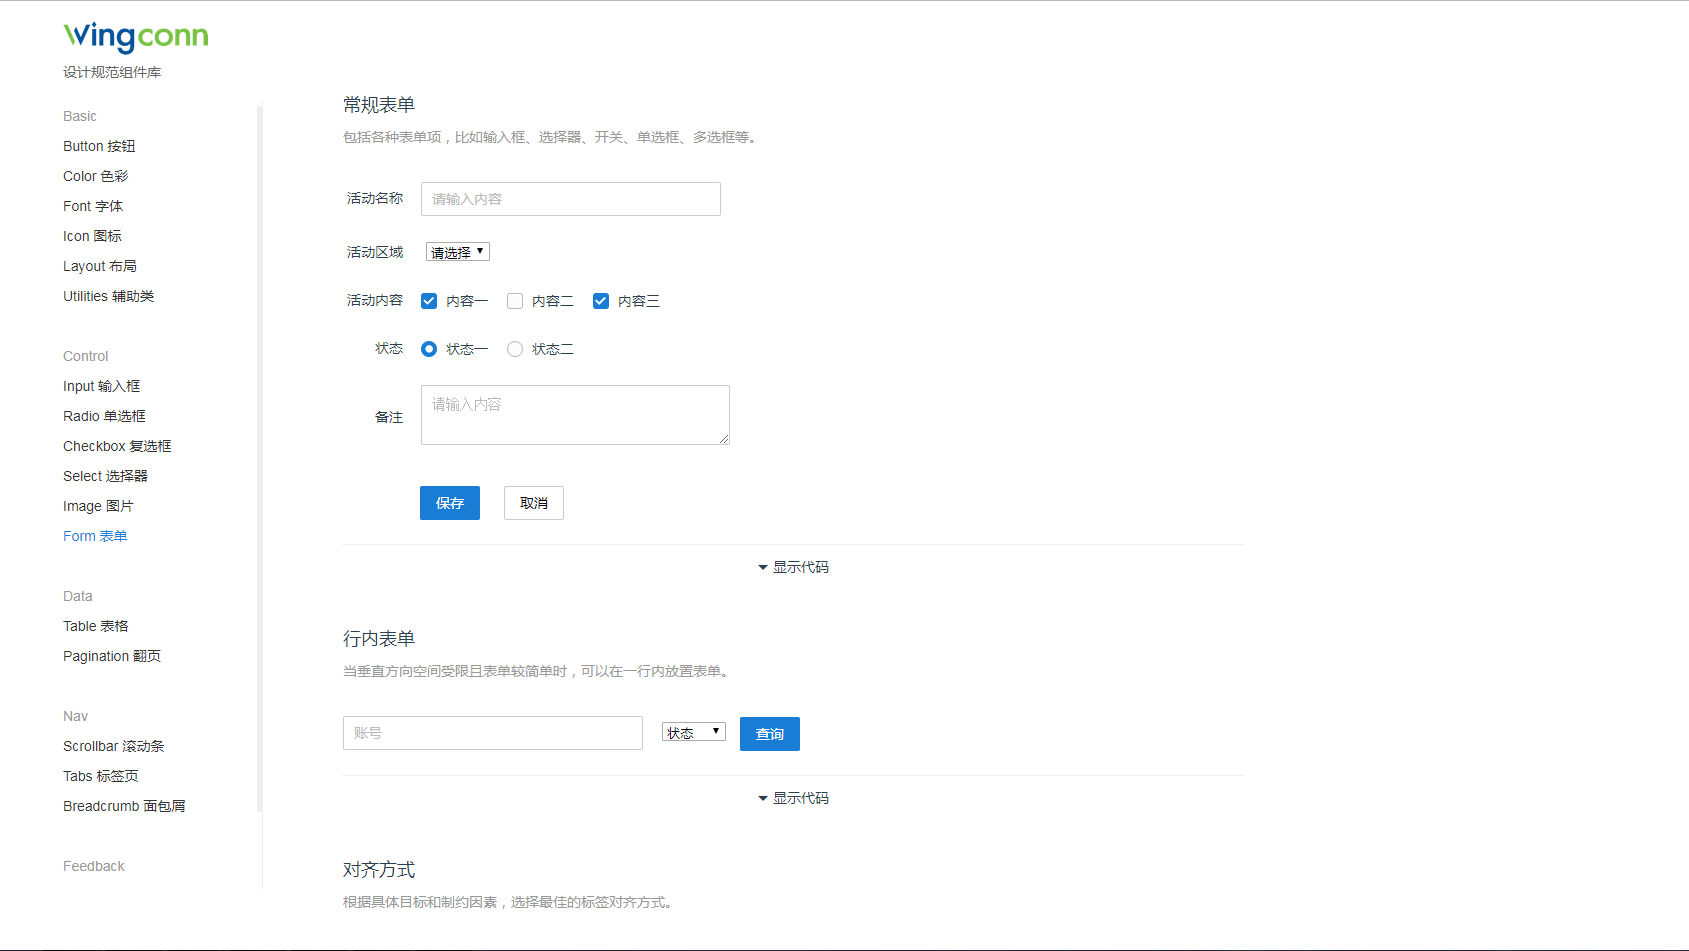 Wingconn
设计规范组件库
Basic
Button 按钮
Color 色彩
Font 字体
Icon 图标
Layout 布局
Utilities 辅助类
Control
Input 输入框
Radio 单选框
Checkbox 复选框
Select 选择器
Image 图片
Form 表单
Data
Table 表格
Pagination 翻页
Nav
Scrollbar 滚动条
Tabs 标签页
Breadcrumb 面包屑
Feedback
常规表单
包括各种表单项，比如输入框、选择器、开关、单选框、多选框等。
活动名称 请输入内容
活动区域 请选择
活动内容 内容一 内容二 内容三
状态 状态一 状态二
备注 请输入内容
保存 取消
显示代码
行内表单
当垂直方向空间受限且表单较简单时，可以在一行内放置表单。
账号 状态 查询
显示代码
对齐方式
根据具体目标和制约因素，选择最佳的标签对齐方式。